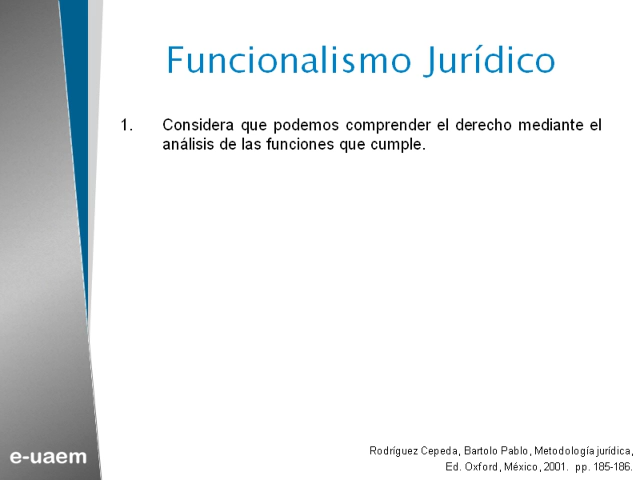 Funcionalismo Jurídico
1. Considera que podemos comprender el derecho mediante el
análisis de las funciones que cumple.
Rodríguez Cepeda, Bartolo Pablo, Metodología jurídica,
Ed. Oxford, México, 2001. pp. 185-186.
e-uaem